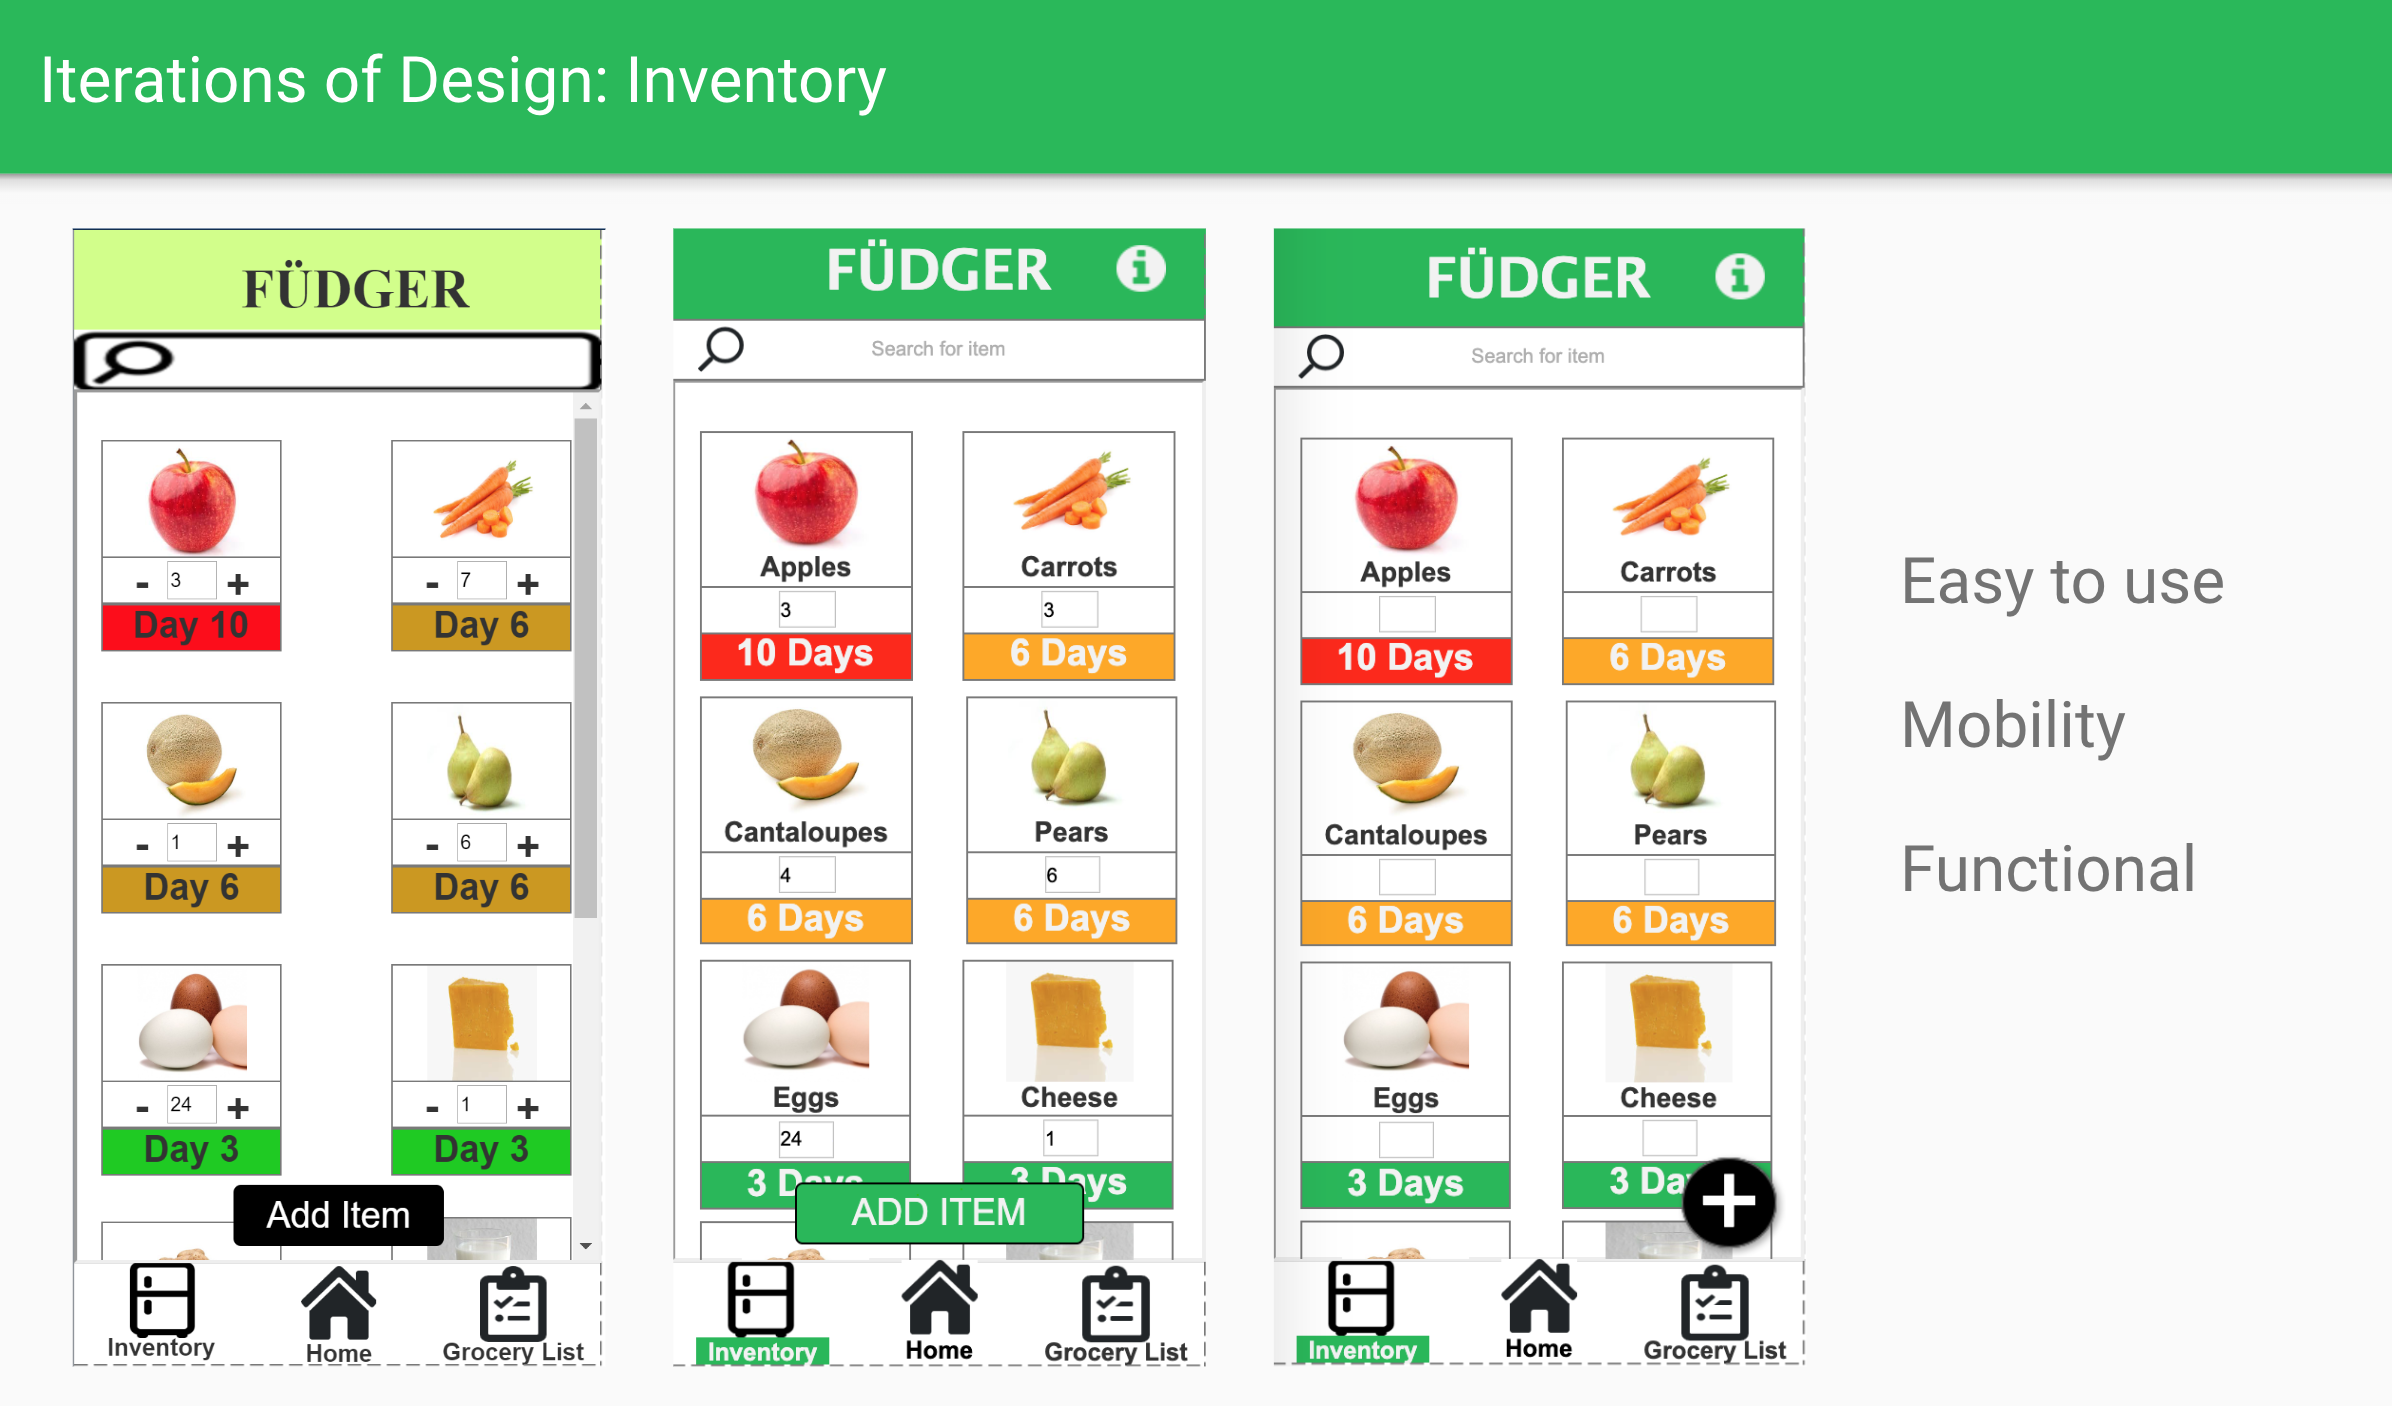 Iterations of Design: Inventory
FÜDGER
- 3 +
- 7 +
Day 10
Day 6
- 1 +
- 6 +
Day 6
Day 6
- 24 +
- 1 +
Day 3
Day 3
Add Item
Inventory
Home
Grocery List
FÜDGER
Search for item
Apples
Carrots
3
3
10 Days
6 Days
Cantaloupes
Pears
4
6
6 Days
6 Days
Eggs
Cheese
24
1
3 Days
3 Days
ADD ITEM
Inventory
Home
Grocery List
FÜDGER
Search for item
Apples
Carrots
10 Days
6 Days
Cantaloupes
Pears
6 Days
6 Days
Eggs
Cheese
3 Days
3 Da
Inventory
Home
Grocery List
Easy to use
Mobility
Functional